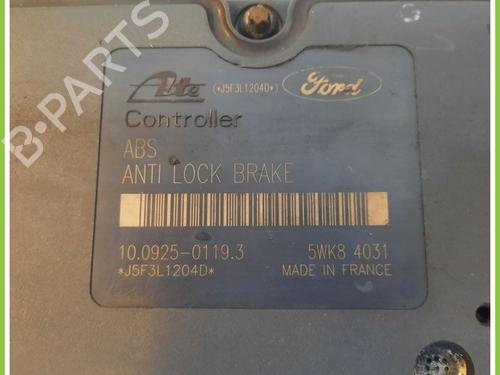 Ate (*J5F3L1204D*) Ford
Controller
ABS
ANTI LOCK BRAKE
10.0925-0119.3 5WK8 4031
*J5F3L1204D* MADE IN FRANCE
B-PARTS